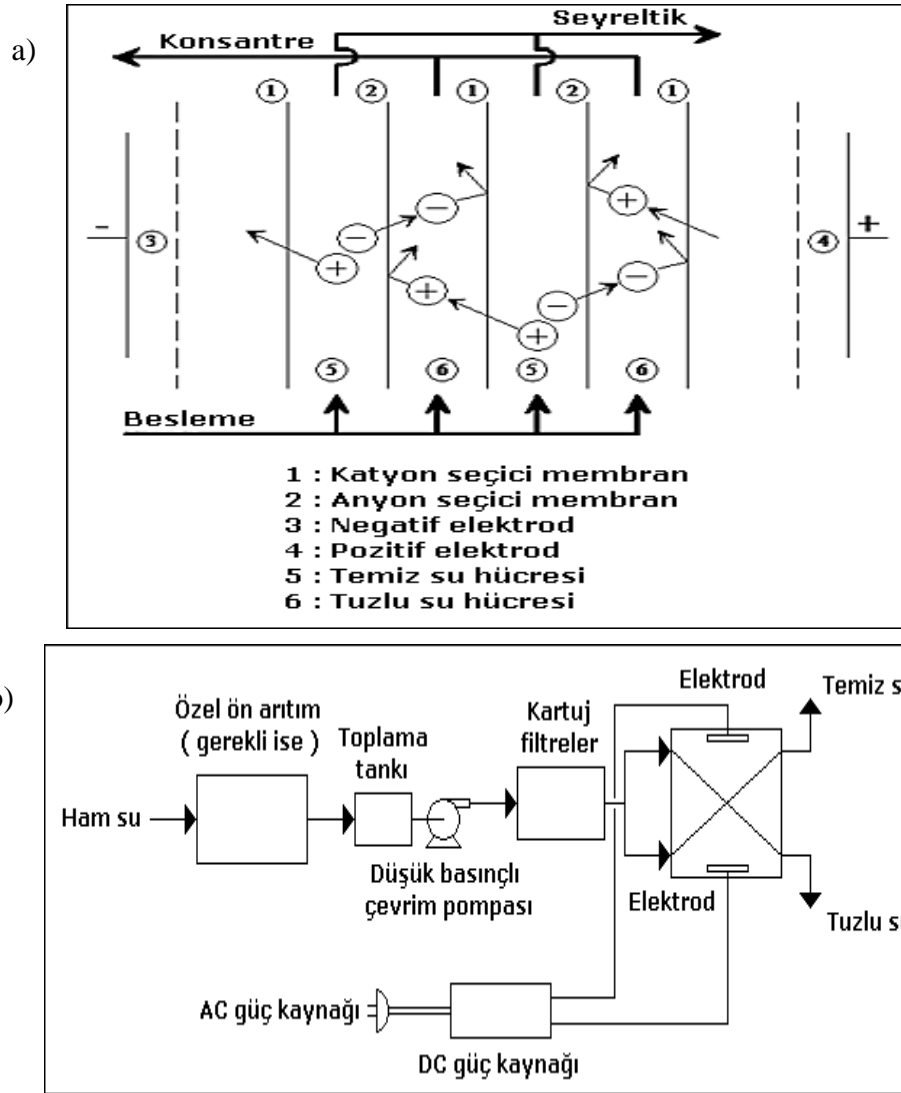 a)
Seyreltik
Konsantre
1 2 1 2 1
- 3 4 +
− + − + + − − +
5 6 5 6
Besleme
1 : Katyon seçici membran
2 : Anyon seçici membran
3 : Negatif elektrod
4 : Pozitif elektrod
5 : Temiz su hücresi
6 : Tuzlu su hücresi
Elektrod
Temiz s
Özel ön arıtım
( gerekli ise )
Toplama
tankı
Kartuj
filtreler
Ham su
Düşük basınçlı
çevrim pompası
Elektrod
Tuzlu s
AC güç kaynağı
DC güç kaynağı